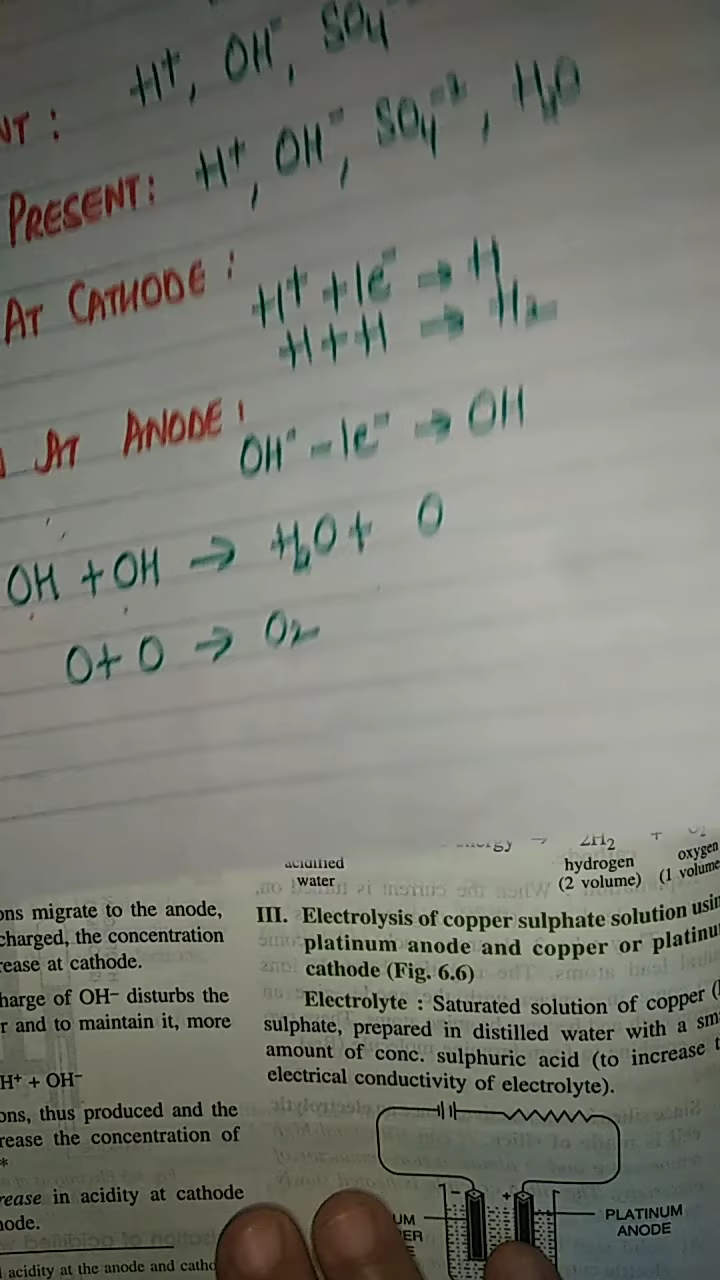 H⁺, OH⁻, SO₄
NT :
PRESENT: H⁺, OH⁻, SO₄⁻², H₂O
AT CATHODE : H⁺ + 1e⁻ → H
H + H → H₂
AT ANODE : OH⁻ - 1e⁻ → OH
OH + OH → H₂O + O
O + O → O₂
2H₂ +
acidified hydrogen oxygen
water (2 volume) (1 volume
ons migrate to the anode,
charged, the concentration
rease at cathode.
harge of OH⁻ disturbs the
r and to maintain it, more
H⁺ + OH⁻
ons, thus produced and the
rease the concentration of
*
rease in acidity at cathode
node.
acidity at the anode and catho
III. Electrolysis of copper sulphate solution usin
platinum anode and copper or platinu
cathode (Fig. 6.6)
Electrolyte : Saturated solution of copper (
sulphate, prepared in distilled water with a sm
amount of conc. sulphuric acid (to increase t
electrical conductivity of electrolyte).
- +
UM
ER
E
PLATINUM
ANODE